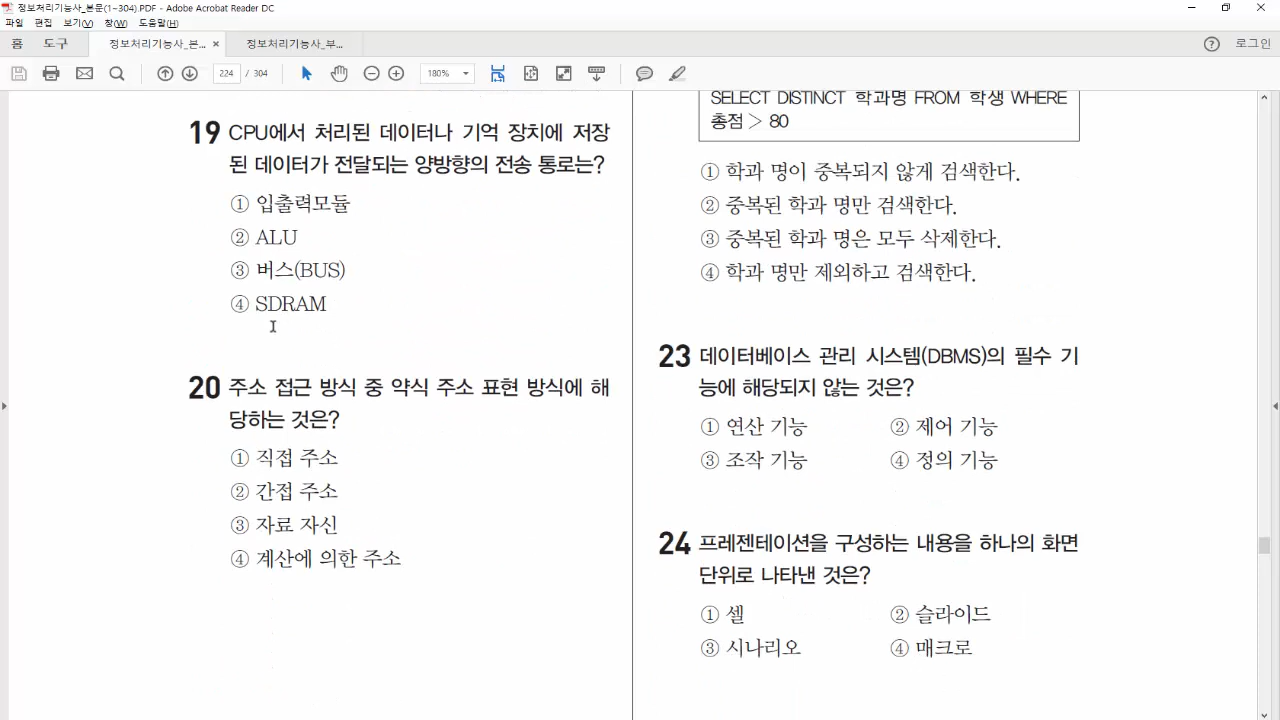 정보처리기능사_본문(1~304).PDF - Adobe Acrobat Reader DC
파일 편집 보기(V) 창(W) 도움말(H)
홈 도구 정보처리기능사_본... × 정보처리기능사_부... 로그인
224 / 304 180%
19 CPU에서 처리된 데이터나 기억 장치에 저장
된 데이터가 전달되는 양방향의 전송 통로는?
① 입출력모듈
② ALU
③ 버스(BUS)
④ SDRAM
20 주소 접근 방식 중 약식 주소 표현 방식에 해
당하는 것은?
① 직접 주소
② 간접 주소
③ 자료 자신
④ 계산에 의한 주소
SELECT DISTINCT 학과명 FROM 학생 WHERE
총점 > 80
① 학과 명이 중복되지 않게 검색한다.
② 중복된 학과 명만 검색한다.
③ 중복된 학과 명은 모두 삭제한다.
④ 학과 명만 제외하고 검색한다.
23 데이터베이스 관리 시스템(DBMS)의 필수 기
능에 해당되지 않는 것은?
① 연산 기능 ② 제어 기능
③ 조작 기능 ④ 정의 기능
24 프레젠테이션을 구성하는 내용을 하나의 화면
단위로 나타낸 것은?
① 셀 ② 슬라이드
③ 시나리오 ④ 매크로